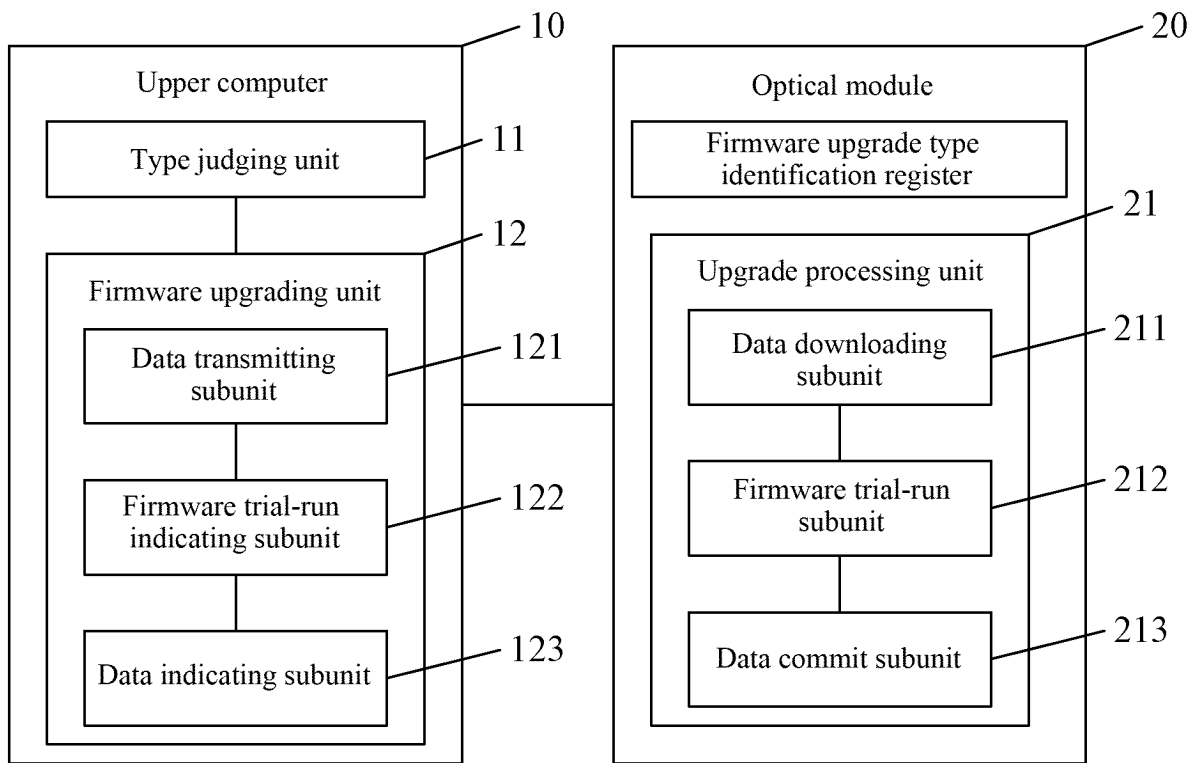 10
Upper computer
11
Type judging unit
12
Firmware upgrading unit
121
Data transmitting
subunit
122
Firmware trial-run
indicating subunit
123
Data indicating subunit
20
Optical module
Firmware upgrade type
identification register
21
Upgrade processing unit
211
Data downloading
subunit
212
Firmware trial-run
subunit
213
Data commit subunit